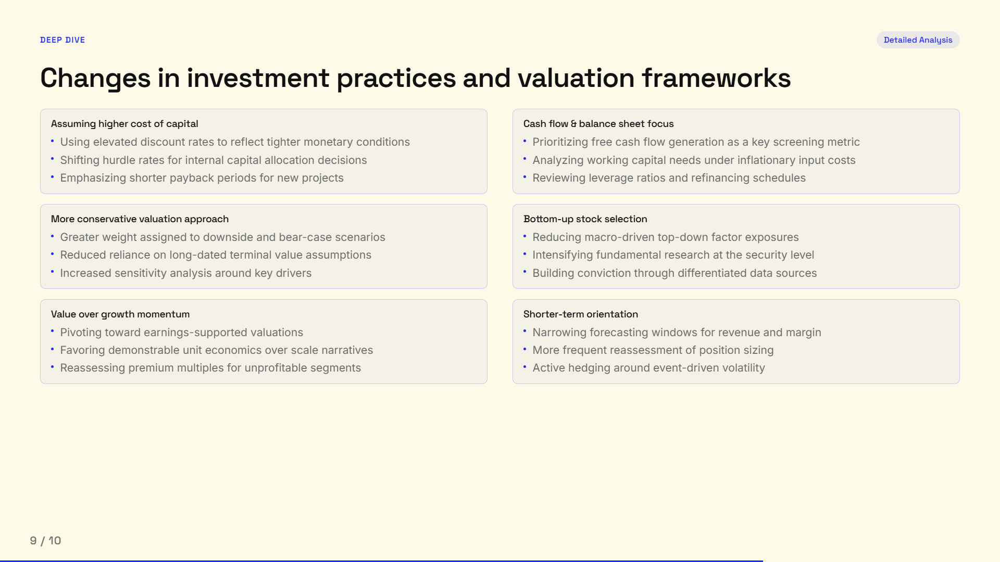 DEEP DIVE
Detailed Analysis
Changes in investment practices and valuation frameworks
Assuming higher cost of capital
• Using elevated discount rates to reflect tighter monetary conditions
• Shifting hurdle rates for internal capital allocation decisions
• Emphasizing shorter payback periods for new projects
Cash flow & balance sheet focus
• Prioritizing free cash flow generation as a key screening metric
• Analyzing working capital needs under inflationary input costs
• Reviewing leverage ratios and refinancing schedules
More conservative valuation approach
• Greater weight assigned to downside and bear-case scenarios
• Reduced reliance on long-dated terminal value assumptions
• Increased sensitivity analysis around key drivers
Bottom-up stock selection
• Reducing macro-driven top-down factor exposures
• Intensifying fundamental research at the security level
• Building conviction through differentiated data sources
Value over growth momentum
• Pivoting toward earnings-supported valuations
• Favoring demonstrable unit economics over scale narratives
• Reassessing premium multiples for unprofitable segments
Shorter-term orientation
• Narrowing forecasting windows for revenue and margin
• More frequent reassessment of position sizing
• Active hedging around event-driven volatility
9 / 10